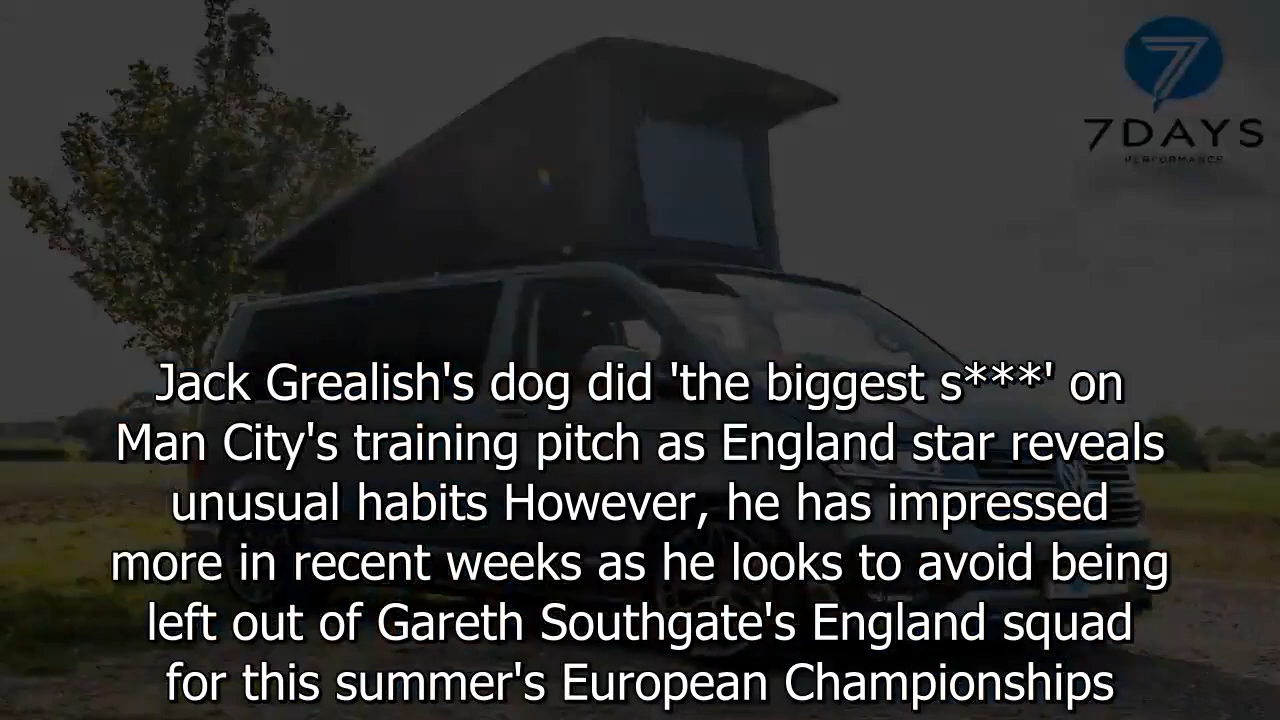 7
7DAYS
PERFORMANCE
Jack Grealish's dog did 'the biggest s***' on
Man City's training pitch as England star reveals
unusual habits However, he has impressed
more in recent weeks as he looks to avoid being
left out of Gareth Southgate's England squad
for this summer's European Championships